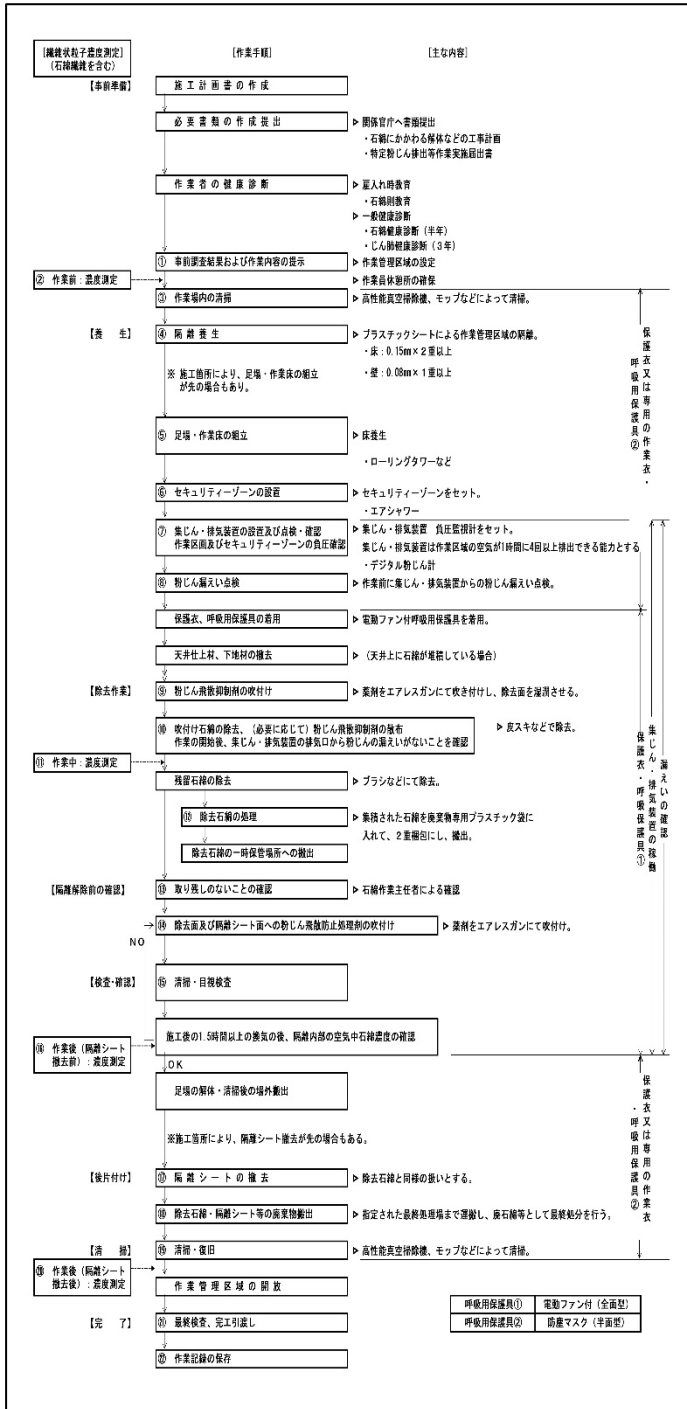 [繊維状粒子濃度測定]
(石綿繊維を含む)
[作業手順]
[主な内容]
【事前準備】
施工計画書の作成
必要書類の作成提出
▷ 関係官庁へ書類提出
・石綿にかかわる解体などの工事計画
・特定粉じん排出等作業実施届出書
作業者の健康診断
▷ 雇入れ時教育
・石綿則教育
▷ 一般健康診断
・石綿健康診断（半年）
・じん肺健康診断（３年）
① 事前調査結果および作業内容の提示
▷ 作業管理区域の設定
② 作業前：濃度測定
▷ 作業員休憩所の確保
③ 作業場内の清掃
▷ 高性能真空掃除機、モップなどによって清掃。
【養 生】
④ 隔離養生
▷ プラスチックシートによる作業管理区域の隔離。
・床：0.15mm×２重以上
・壁：0.08mm×１重以上
※ 施工箇所により、足場・作業床の組立
が先の場合もあり。
⑤ 足場・作業床の組立
▷ 床養生
・ローリングタワーなど
⑥ セキュリティーゾーンの設置
▷ セキュリティーゾーンをセット。
・エアシャワー
⑦ 集じん・排気装置の設置及び点検・確認
作業区画及びセキュリティーゾーンの負圧確認
▷ 集じん・排気装置 負圧監視計をセット。
集じん・排気装置は作業区域の空気が1時間に4回以上排出できる能力とする
・デジタル粉じん計
⑧ 粉じん漏えい点検
▷ 作業前に集じん・排気装置からの粉じん漏えい点検。
保護衣又は専用の作業衣・
呼吸用保護具②
保護衣、呼吸用保護具の着用
▷ 電動ファン付呼吸用保護具を着用。
天井仕上材、下地材の撤去
▷ （天井上に石綿が堆積している場合）
【除去作業】
⑨ 粉じん飛散抑制剤の吹付け
▷ 薬剤をエアレスガンにて吹き付けし、除去面を湿潤させる。
⑩ 吹付け石綿の除去、（必要に応じて）粉じん飛散抑制剤の散布
作業の開始後、集じん・排気装置の排気口から粉じんの漏えいがないことを確認
▷ 皮スキなどで除去。
⑪ 作業中：濃度測定
残留石綿の除去
▷ ブラシなどにて除去。
⑫ 除去石綿の処理
▷ 集積された石綿を廃棄物専用プラスチック袋に
入れて、２重梱包にし、搬出。
除去石綿の一時保管場所への搬出
漏えいの確認
集じん・排気装置の稼働
保護衣・呼吸保護具①
【隔離解除前の確認】
⑬ 取り残しのないことの確認
▷ 石綿作業主任者による確認
⑭ 除去面及び隔離シート面への粉じん飛散防止処理剤の吹付け
▷ 薬剤をエアレスガンにて吹付け。
NO
【検査・確認】
⑮ 清掃・目視検査
施工後の1.5時間以上の換気の後、隔離内部の空気中石綿濃度の確認
⑯ 作業後（隔離シート
撤去前）：濃度測定
OK
足場の解体・清掃後の場外搬出
※施工箇所により、隔離シート撤去が先の場合もある。
保護衣又は専用の作業衣
・呼吸用保護具②
【後片付け】
⑰ 隔離シートの撤去
▷ 除去石綿と同様の扱いとする。
⑱ 除去石綿・隔離シート等の廃棄物搬出
▷ 指定された最終処理場まで運搬し、廃石綿等として最終処分を行う。
【清 掃】
⑲ 清掃・復旧
▷ 高性能真空掃除機、モップなどによって清掃。
⑳ 作業後（隔離シート
撤去後）：濃度測定
作業管理区域の開放
【完 了】
㉑ 最終検査、完工引渡し
㉒ 作業記録の保存
呼吸用保護具① 電動ファン付（全面型）
呼吸用保護具② 防塵マスク（半面型）